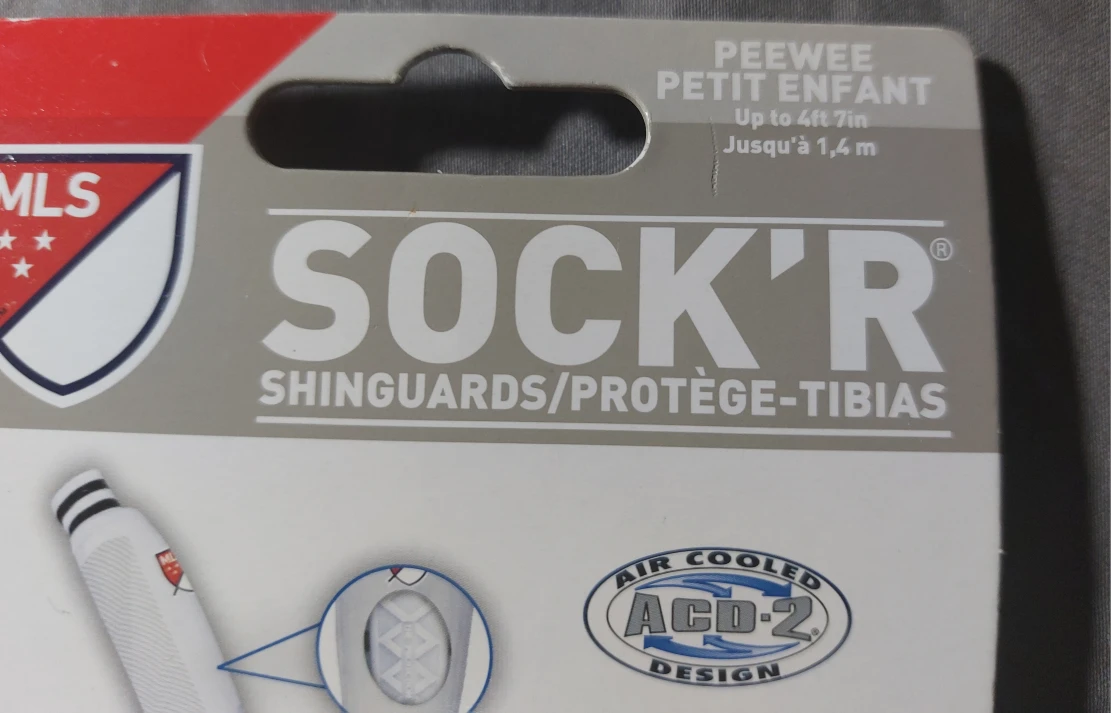 PEEWEE
PETIT ENFANT
Up to 4ft 7in
Jusqu'à 1,4 m
MLS
SOCK'R®
SHINGUARDS/PROTÈGE-TIBIAS
ML
AIR COOLED
ACD-2®
DESIGN